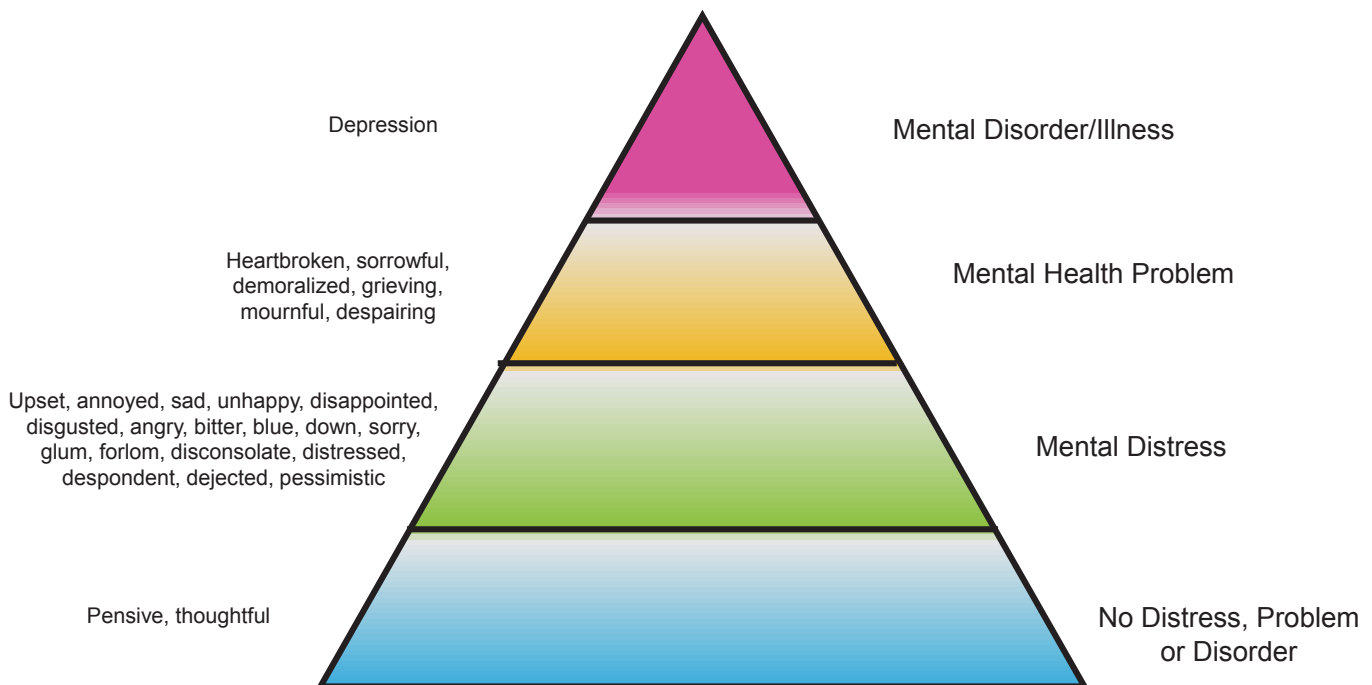 Depression
Mental Disorder/Illness
Heartbroken, sorrowful,
demoralized, grieving,
mournful, despairing
Mental Health Problem
Upset, annoyed, sad, unhappy, disappointed,
disgusted, angry, bitter, blue, down, sorry,
glum, forlom, disconsolate, distressed,
despondent, dejected, pessimistic
Mental Distress
Pensive, thoughtful
No Distress, Problem
or Disorder